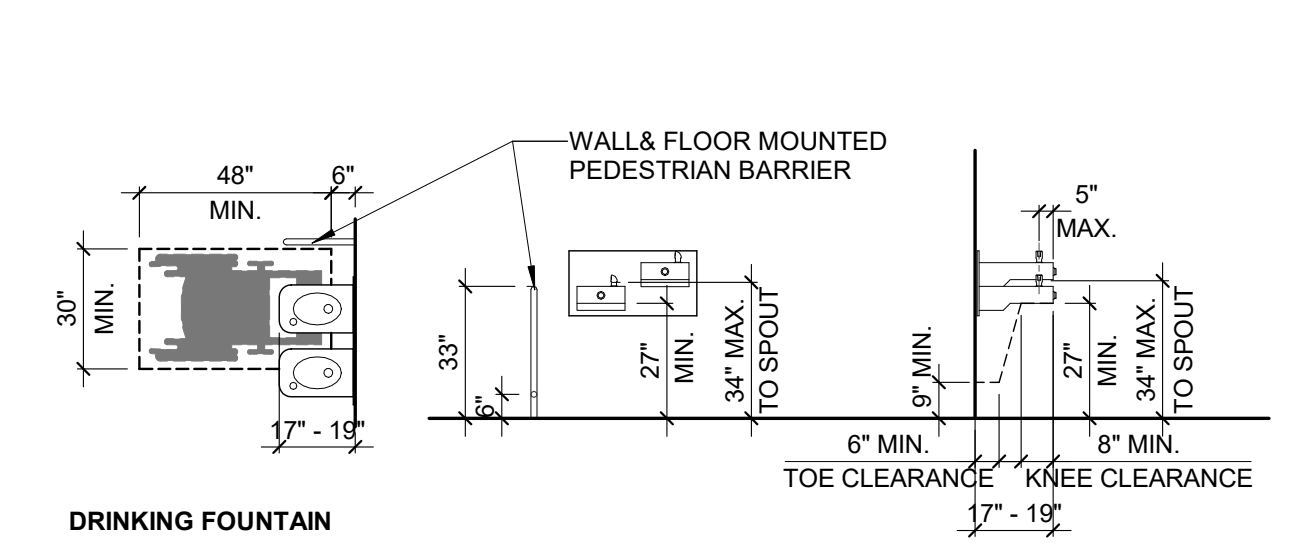 WALL& FLOOR MOUNTED
PEDESTRIAN BARRIER
48"
MIN.
6"
30"
MIN.
17" - 19"
33"
6"
27"
MIN.
34" MAX.
TO SPOUT
5"
MAX.
9" MIN.
27"
MIN.
34" MAX.
TO SPOUT
6" MIN.
TOE CLEARANCE
8" MIN.
KNEE CLEARANCE
17" - 19"
DRINKING FOUNTAIN